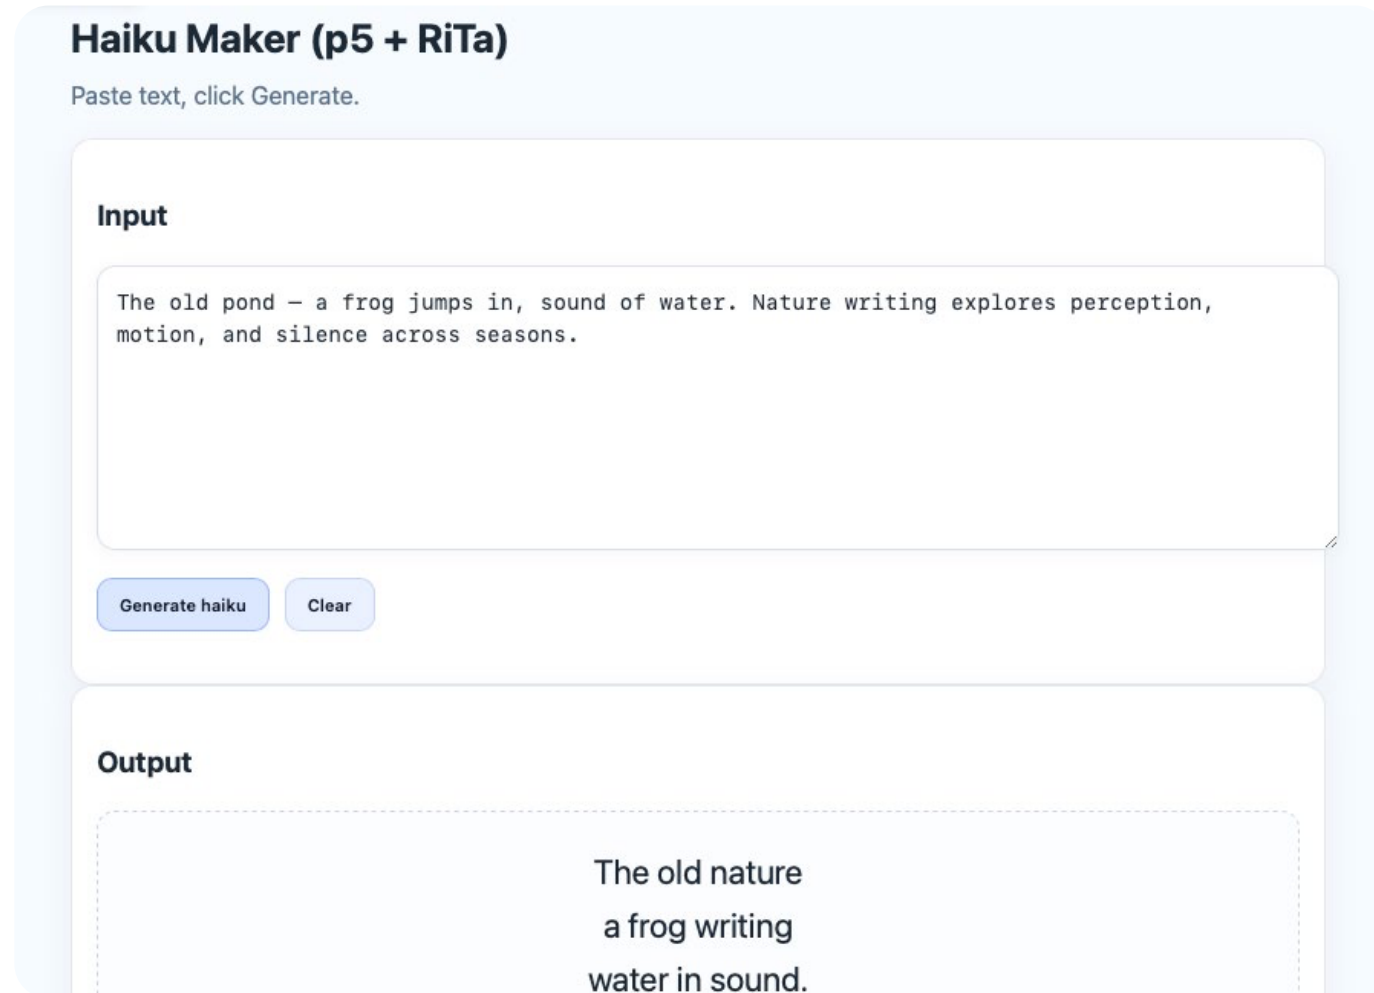 Haiku Maker (p5 + RiTa)
Paste text, click Generate.
Input
The old pond — a frog jumps in, sound of water. Nature writing explores perception,
motion, and silence across seasons.
Generate haiku Clear
Output
The old nature
a frog writing
water in sound.